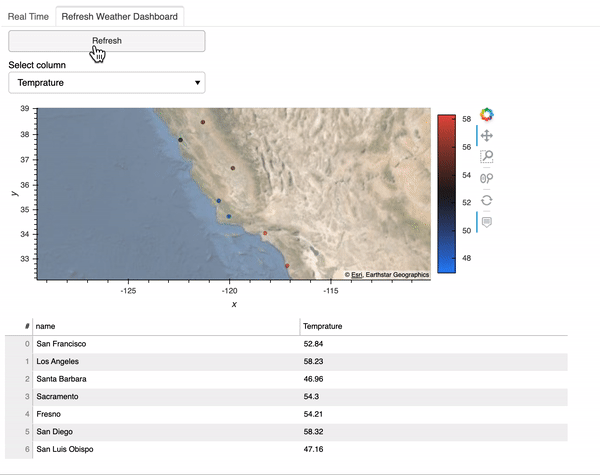 Real Time Refresh Weather Dashboard
Refresh
Select column
Temprature
39
38
37
36
35
34
33
y
-125 -120 -115
x
58
56
54
52
50
48
© Esri, Earthstar Geographics
# name Temprature
0 San Francisco 52.84
1 Los Angeles 58.23
2 Santa Barbara 46.96
3 Sacramento 54.3
4 Fresno 54.21
5 San Diego 58.32
6 San Luis Obispo 47.16